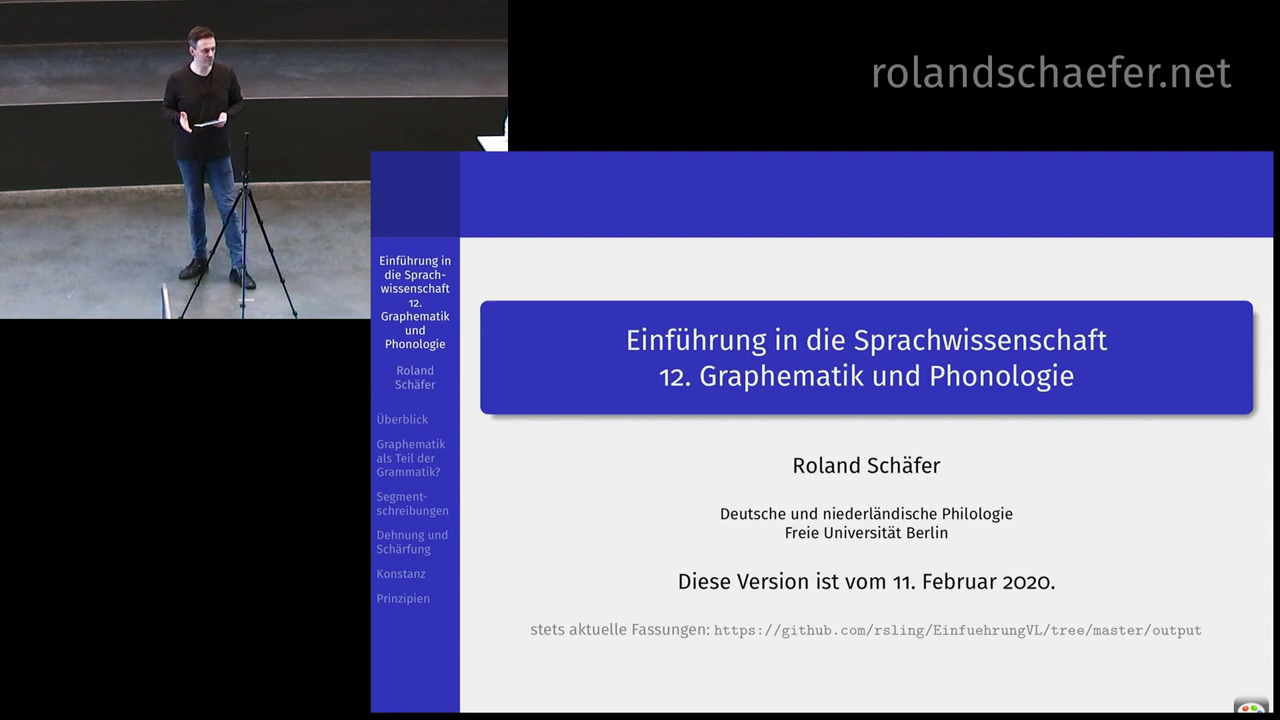 rolandschaefer.net
Einführung in
die Sprach-
wissenschaft
12.
Graphematik
und
Phonologie
Roland
Schäfer
Überblick
Graphematik
als Teil der
Grammatik?
Segment-
schreibungen
Dehnung und
Schärfung
Konstanz
Prinzipien
Einführung in die Sprachwissenschaft
12. Graphematik und Phonologie
Roland Schäfer
Deutsche und niederländische Philologie
Freie Universität Berlin
Diese Version ist vom 11. Februar 2020.
stets aktuelle Fassungen: https://github.com/rsling/EinfuehrungVL/tree/master/output